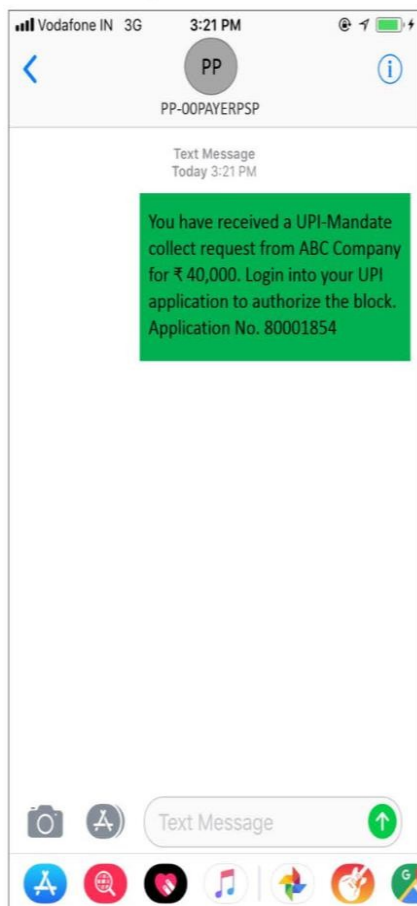 Vodafone IN 3G 3:21 PM
PP
PP-00PAYERPSP
Text Message
Today 3:21 PM
You have received a UPI-Mandate
collect request from ABC Company
for ₹ 40,000. Login into your UPI
application to authorize the block.
Application No. 80001854
Text Message
G